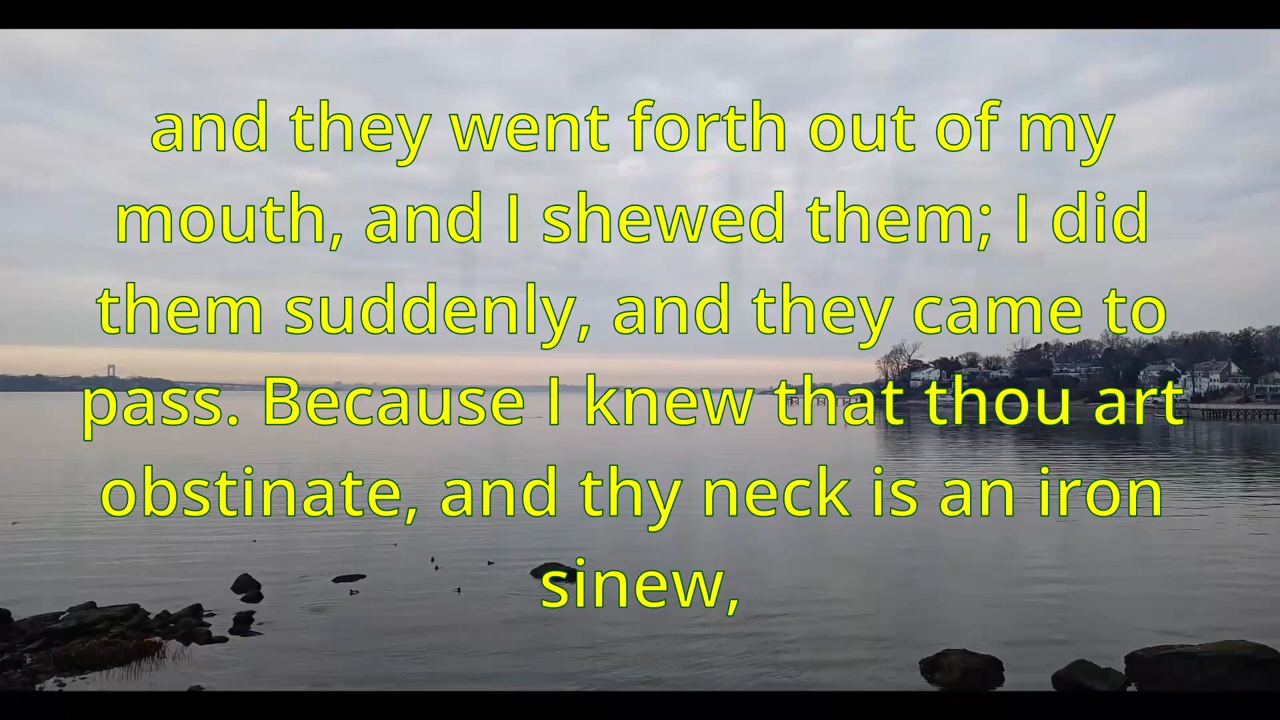 and they went forth out of my
mouth, and I shewed them; I did
them suddenly, and they came to
pass. Because I knew that thou art
obstinate, and thy neck is an iron
sinew,